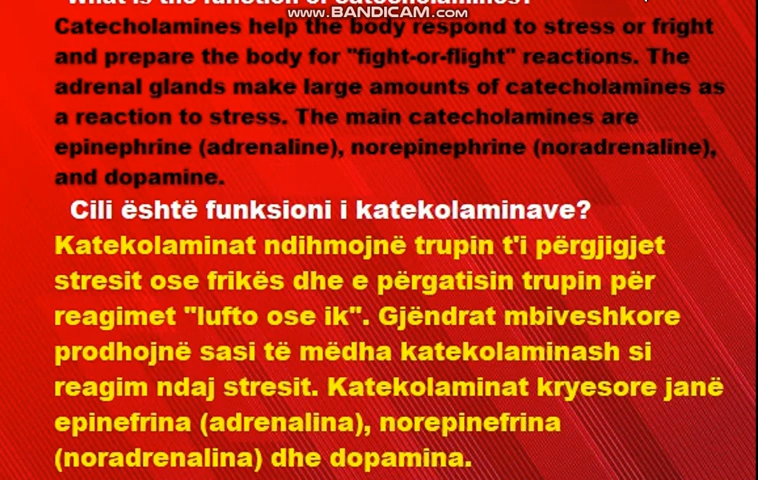 What is the function of catecholamines?
www.BANDICAM.com
Catecholamines help the body respond to stress or fright
and prepare the body for "fight-or-flight" reactions. The
adrenal glands make large amounts of catecholamines as
a reaction to stress. The main catecholamines are
epinephrine (adrenaline), norepinephrine (noradrenaline),
and dopamine.
Cili është funksioni i katekolaminave?
Katekolaminat ndihmojnë trupin t'i përgjigjet
stresit ose frikës dhe e përgatisin trupin për
reagimet "lufto ose ik". Gjëndrat mbiveshkore
prodhojnë sasi të mëdha katekolaminash si
reagim ndaj stresit. Katekolaminat kryesore janë
epinefrina (adrenalina), norepinefrina
(noradrenalina) dhe dopamina.